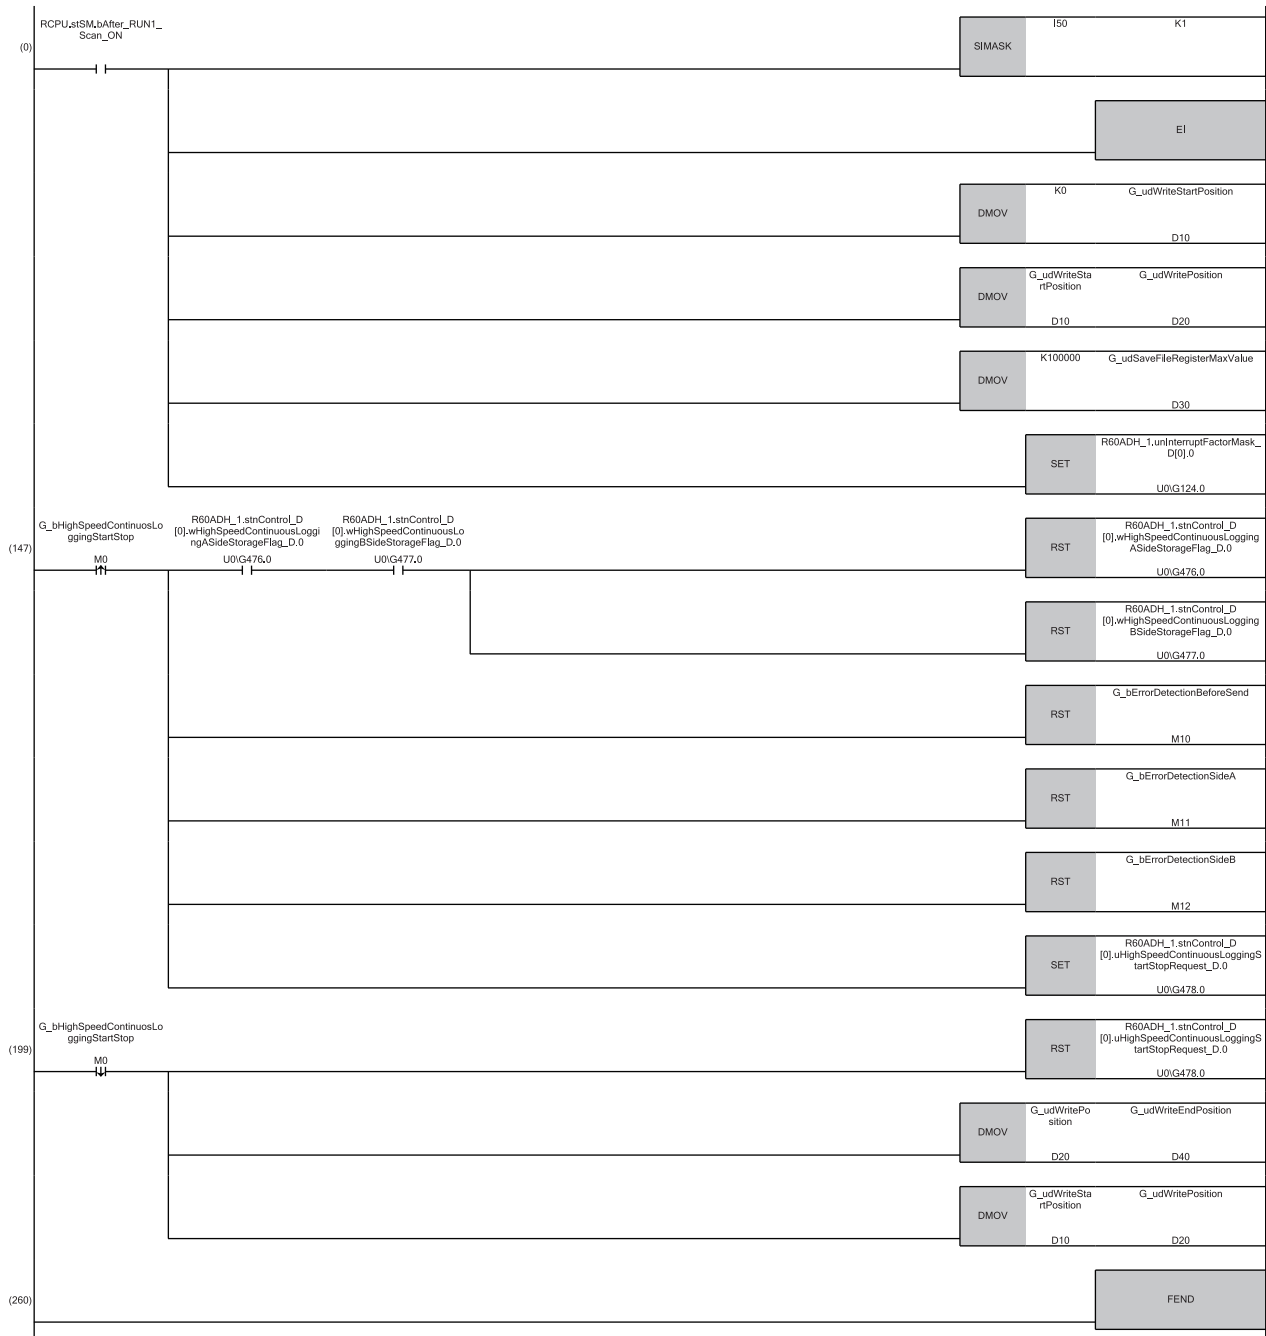 RCPU.stSM.bAfter_RUN1_
Scan_ON
(0)
SIMASK
I50
K1
EI
DMOV
K0
G_udWriteStartPosition
D10
DMOV
G_udWriteSta
rtPosition
D10
G_udWritePosition
D20
DMOV
K100000
G_udSaveFileRegisterMaxValue
D30
SET
R60ADH_1.unInterruptFactorMask_
D[0].0
U0\G124.0
(147)
G_bHighSpeedContinuosLo
ggingStartStop
M0
R60ADH_1.stnControl_D
[0].wHighSpeedContinuousLoggi
ngASideStorageFlag_D.0
U0\G476.0
R60ADH_1.stnControl_D
[0].wHighSpeedContinuousLo
ggingBSideStorageFlag_D.0
U0\G477.0
RST
R60ADH_1.stnControl_D
[0].wHighSpeedContinuousLogging
ASideStorageFlag_D.0
U0\G476.0
RST
R60ADH_1.stnControl_D
[0].wHighSpeedContinuousLogging
BSideStorageFlag_D.0
U0\G477.0
RST
G_bErrorDetectionBeforeSend
M10
RST
G_bErrorDetectionSideA
M11
RST
G_bErrorDetectionSideB
M12
SET
R60ADH_1.stnControl_D
[0].uHighSpeedContinuousLoggingS
tartStopRequest_D.0
U0\G478.0
(199)
G_bHighSpeedContinuosLo
ggingStartStop
M0
RST
R60ADH_1.stnControl_D
[0].uHighSpeedContinuousLoggingS
tartStopRequest_D.0
U0\G478.0
DMOV
G_udWritePo
sition
D20
G_udWriteEndPosition
D40
DMOV
G_udWriteSta
rtPosition
D10
G_udWritePosition
D20
(260)
FEND